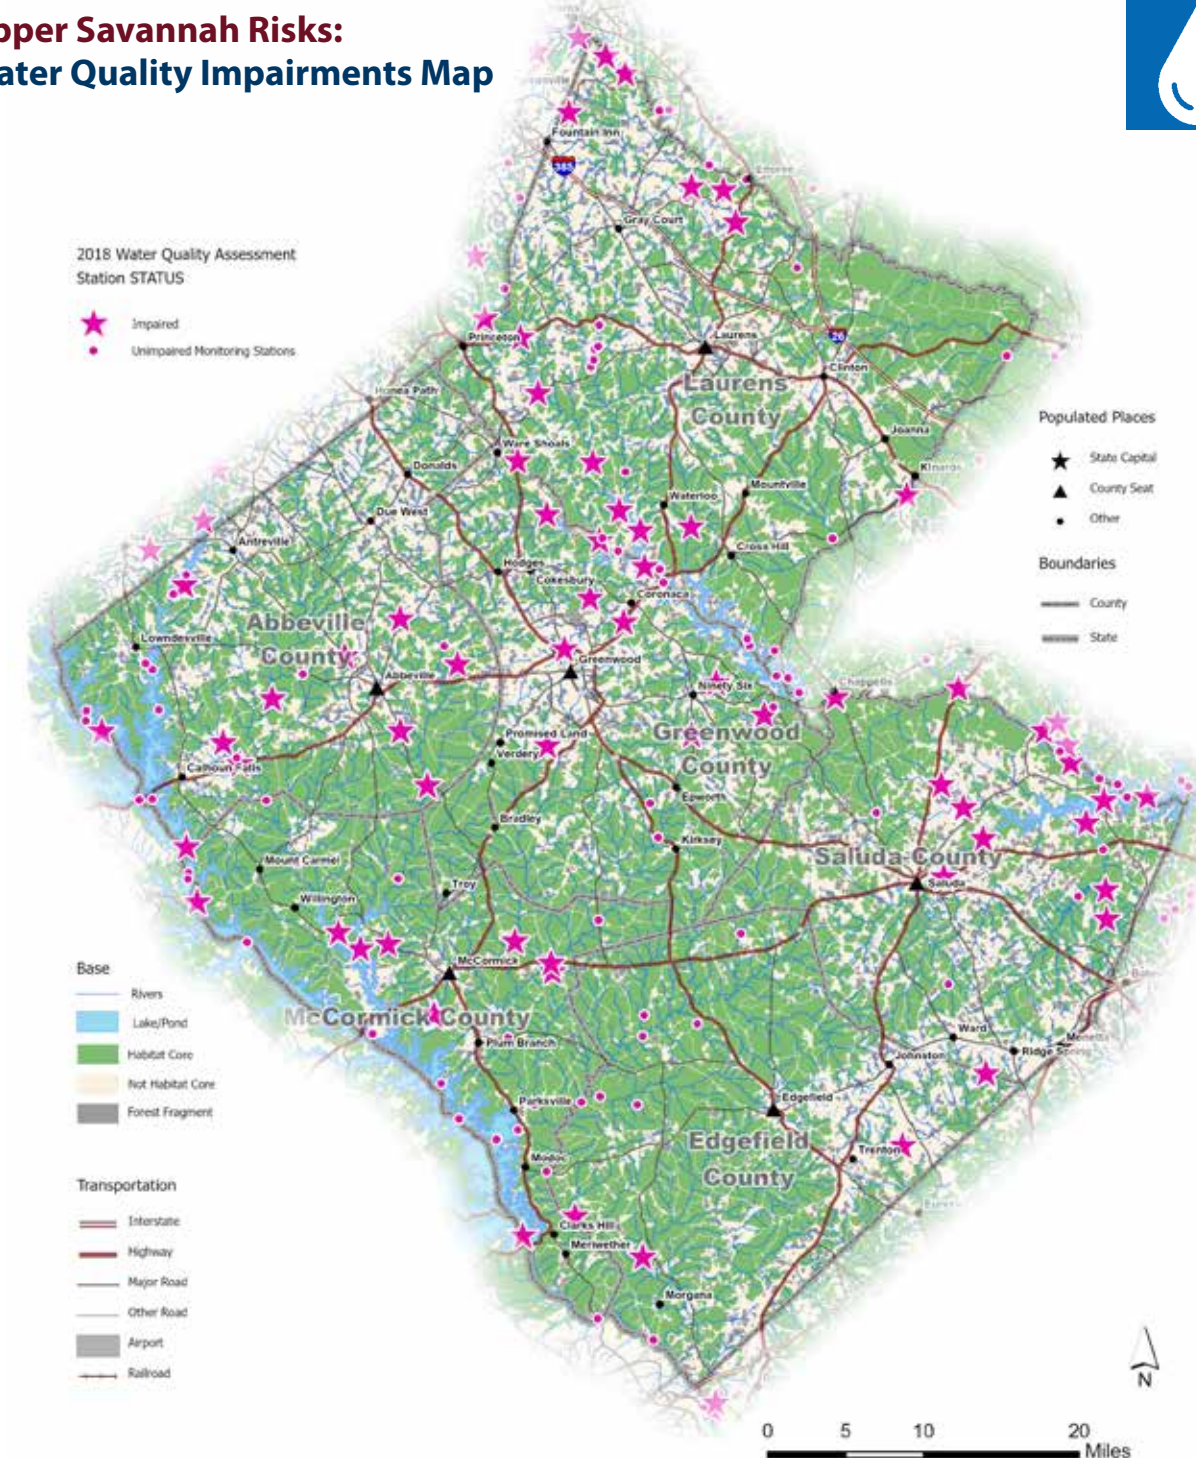 pper Savannah Risks:
ater Quality Impairments Map
2018 Water Quality Assessment
Station STATUS
Impaired
Unimpaired Monitoring Stations
Populated Places
State Capital
County Seat
Other
Boundaries
County
State
Base
Rivers
Lake/Pond
Habitat Core
Not Habitat Core
Forest Fragment
Transportation
Interstate
Highway
Major Road
Other Road
Airport
Railroad
Fountain Inn
385
Gray Court
Princeton
Laurens
26
Clinton
Laurens
County
Honea Path
Joanna
Ware Shoals
Donalds
Kinards
Waterloo
Mountville
Due West
Antreville
Cross Hill
Hodges
Cokesbury
Coronaca
Abbeville
County
Lowndesville
Greenwood
Abbeville
Ninety Six
Chappells
Promised Land
Verdery
Greenwood
County
Calhoun Falls
Epworth
Bradley
Kirksey
Mount Carmel
Saluda County
Troy
Saluda
Willington
McCormick
McCormick County
Plum Branch
Ward
Johnston
Ridge Spring
Parksville
Edgefield
Edgefield
County
Modoc
Trenton
Clarks Hill
Meriwether
Morgana
N
0 5 10 20
Miles